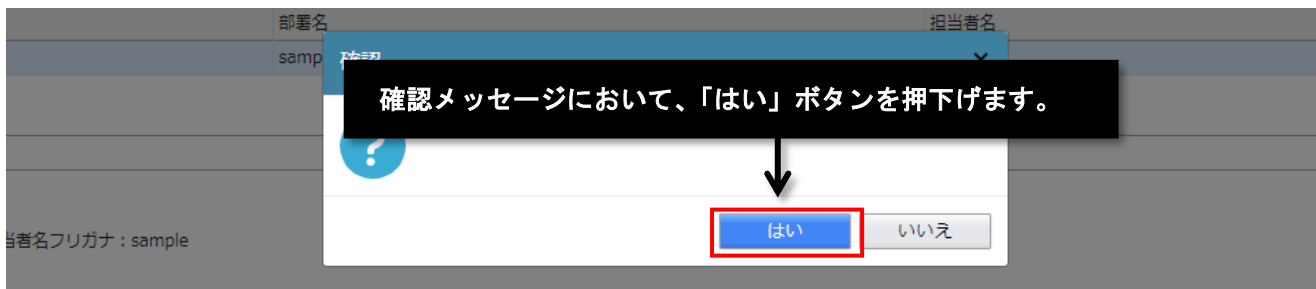 部署名 担当者名
samp 確認 ×
確認メッセージにおいて、「はい」ボタンを押下げます。
?
はい いいえ
当者名フリガナ：sample